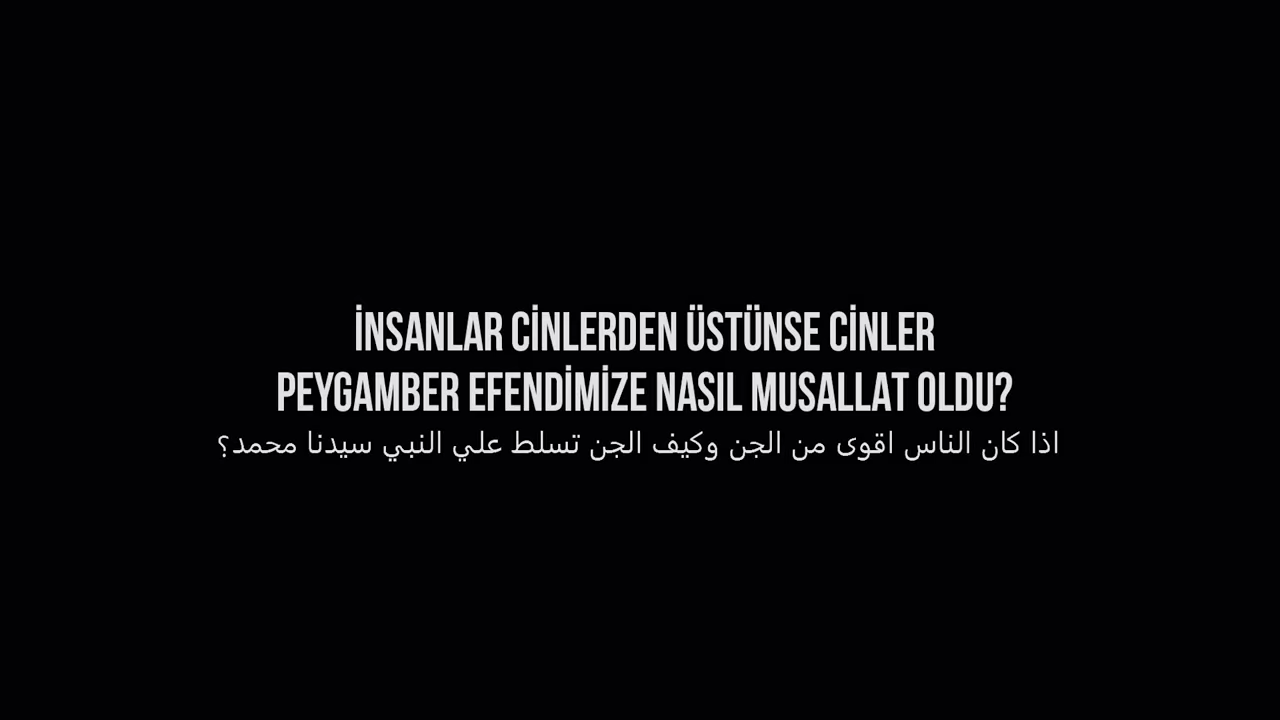 İNSANLAR CİNLERDEN ÜSTÜNSE CİNLER
PEYGAMBER EFENDİMİZE NASIL MUSALLAT OLDU?
اذا كان الناس اقوى من الجن وكيف الجن تسلط علي النبي سيدنا محمد؟